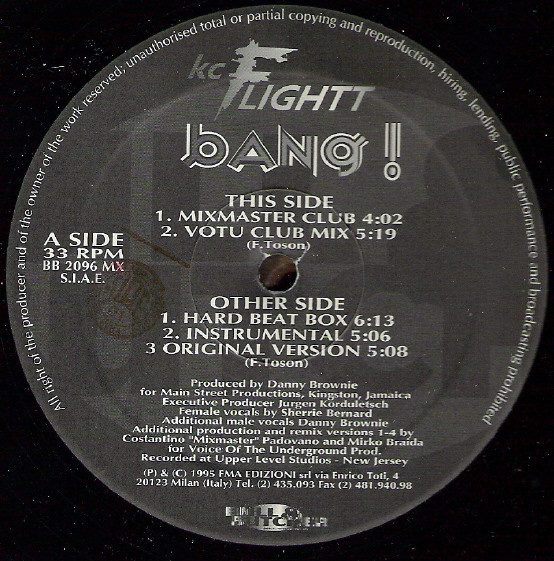 All right of the producer and of the owner of the work reserved; unauthorised total or partial copying and reproduction, hiring, lending, public performance and broadcasting prohibited
kc FLIGHTT
bANG!
THIS SIDE
1. MIXMASTER CLUB 4:02
2. VOTU CLUB MIX 5:19
(F.Toson)
A SIDE
33 RPM
BB 2096 MX
S.I.A.E.
OTHER SIDE
1. HARD BEAT BOX 6:13
2. INSTRUMENTAL 5:06
3 ORIGINAL VERSION 5:08
(F.Toson)
Produced by Danny Brownie
for Main Street Productions, Kingston, Jamaica
Executive Producer Jurgen Korduletsch
Female vocals by Sherrie Bernard
Additional male vocals Danny Brownie
Additional production and remix versions 1-4 by
Costantino "Mixmaster" Padovano and Mirko Braida
for Voice Of The Underground Prod.
Recorded at Upper Level Studios - New Jersey
(P) & (C) 1995 FMA EDIZIONI srl via Enrico Toti, 4
20123 Milan (Italy) Tel. (2) 435.093 Fax (2) 481.940.98